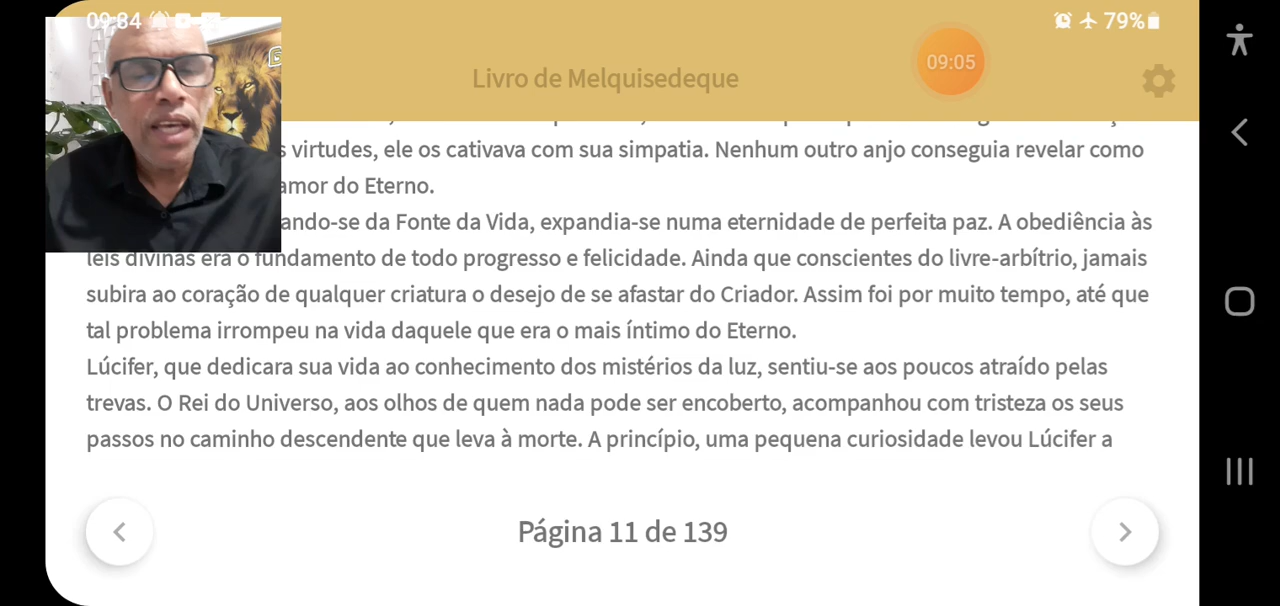 09:34
79%
09:05
Livro de Melquisedeque
s virtudes, ele os cativava com sua simpatia. Nenhum outro anjo conseguia revelar como
amor do Eterno.
ando-se da Fonte da Vida, expandia-se numa eternidade de perfeita paz. A obediência às
leis divinas era o fundamento de todo progresso e felicidade. Ainda que conscientes do livre-arbítrio, jamais
subira ao coração de qualquer criatura o desejo de se afastar do Criador. Assim foi por muito tempo, até que
tal problema irrompeu na vida daquele que era o mais íntimo do Eterno.
Lúcifer, que dedicara sua vida ao conhecimento dos mistérios da luz, sentiu-se aos poucos atraído pelas
trevas. O Rei do Universo, aos olhos de quem nada pode ser encoberto, acompanhou com tristeza os seus
passos no caminho descendente que leva à morte. A princípio, uma pequena curiosidade levou Lúcifer a
Página 11 de 139